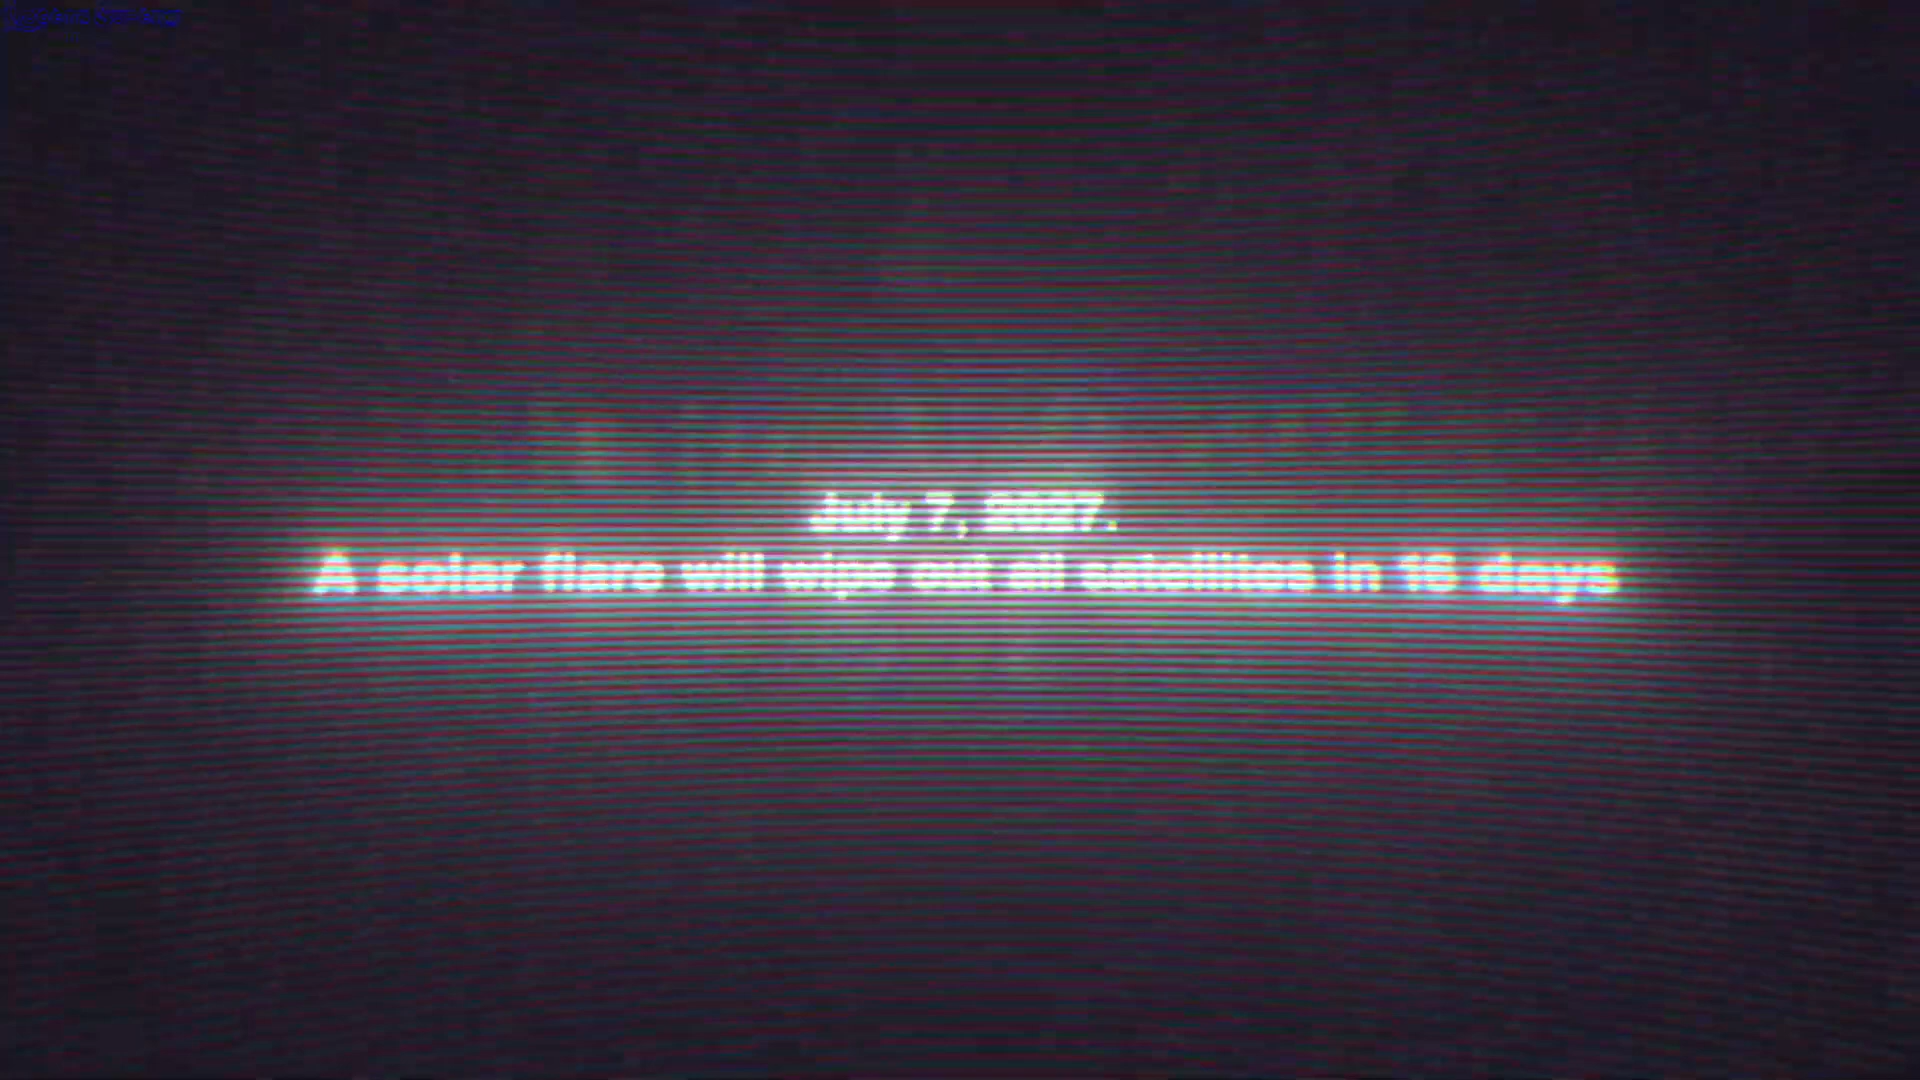 July 7, 2027.
A solar flare will wipe out all satellites in 16 days